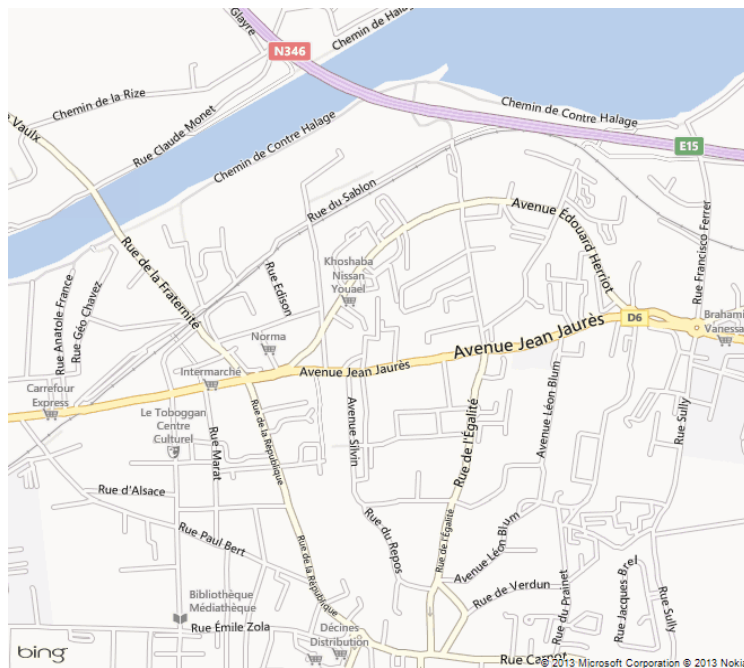 Glayre
N346
Chemin de Hala
Chemin de la Rize
Vaulx
Rue Claude Monet
Chemin de Contre Halage
Chemin de Contre Halage
E15
Rue du Sablon
Avenue Édouard Herriot
Rue Francisco Ferrer
Rue de la Fraternité
Rue Edison
Khoshaba
Nissan
Youael
Rue Anatole France
Rue Géo Chavez
Norma
D6
Brahami
Vanessa
Avenue Jean Jaurès
Avenue Jean Jaurès
Intermarché
Carrefour
Express
Le Toboggan
Centre
Culturel
Rue Marat
Rue de la République
Avenue Silvin
Rue de l'Égalité
Avenue Léon Blum
Rue Sully
Rue d'Alsace
Rue Paul Bert
Rue de la République
Rue du Repos
Rue de l'Égalité
Avenue Léon Blum
Rue de Verdun
Rue du Prainet
Rue Jacques Brel
Rue Sully
Bibliothèque
Médiathèque
Rue Émile Zola
Décines
Distribution
Rue Carnot
bing
© 2013 Microsoft Corporation © 2013 Noki